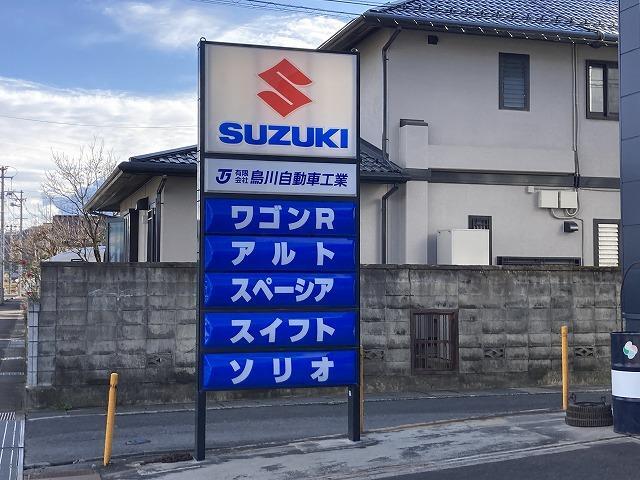 SUZUKI
有限会社 鳥川自動車工業
ワゴンR
アルト
スペーシア
スイフト
ソリオ